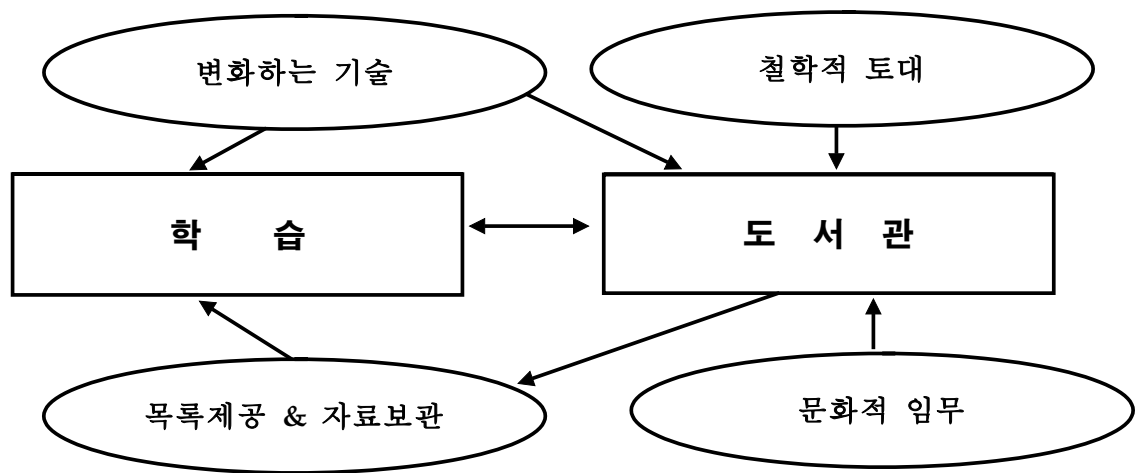 변화하는 기술
철학적 토대
학 습
도 서 관
목록제공 & 자료보관
문화적 임무